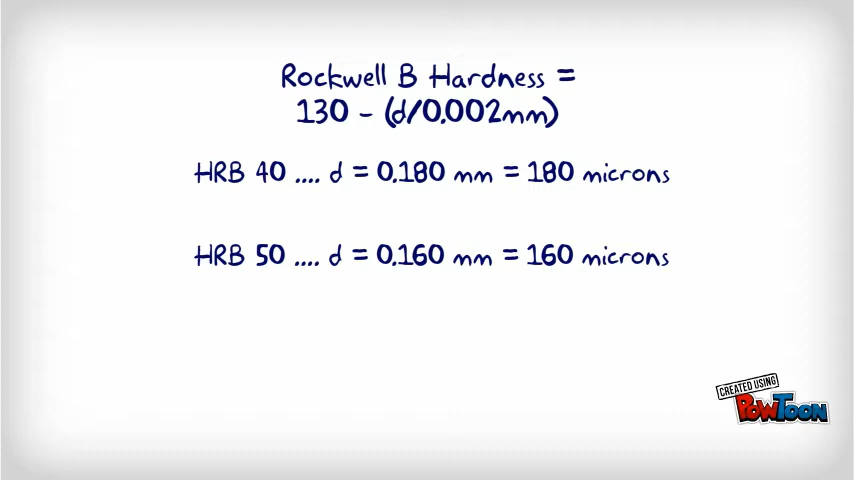 Rockwell B Hardness =
130 - (d/0.002mm)
HRB 40 .... d = 0.180 mm = 180 microns
HRB 50 .... d = 0.160 mm = 160 microns
CREATED USING
POWTOON